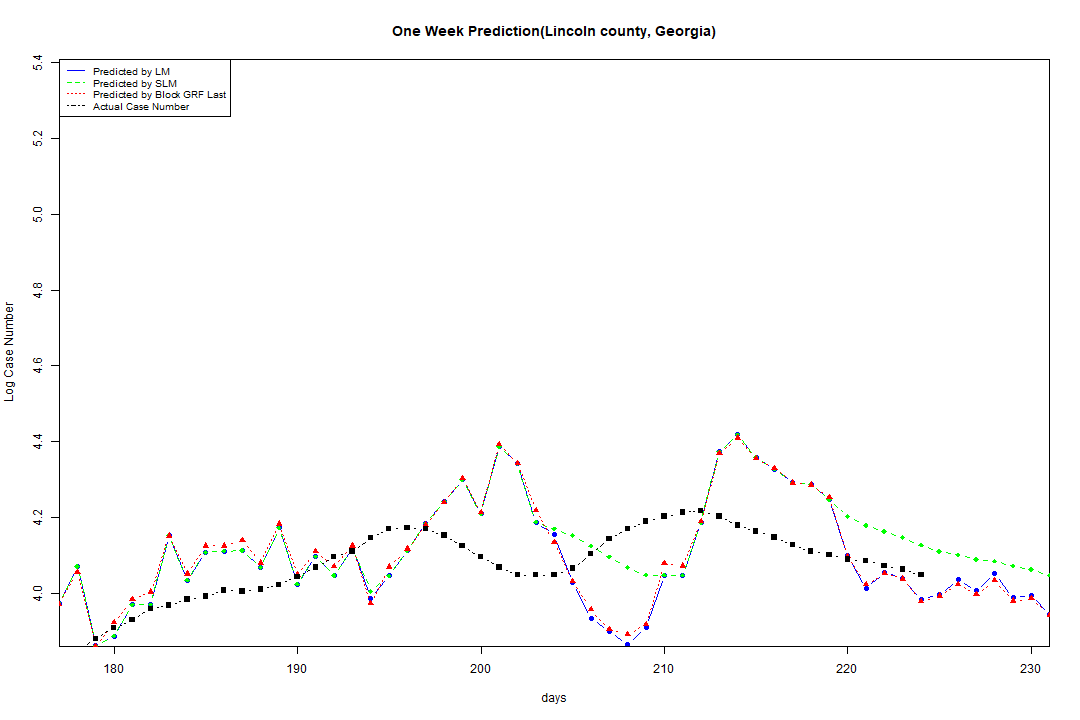 One Week Prediction(Lincoln county, Georgia)
Predicted by LM
Predicted by SLM
Predicted by Block GRF Last
Actual Case Number
5.4
5.2
5.0
4.8
4.6
4.4
4.2
4.0
Log Case Number
180 190 200 210 220 230
days